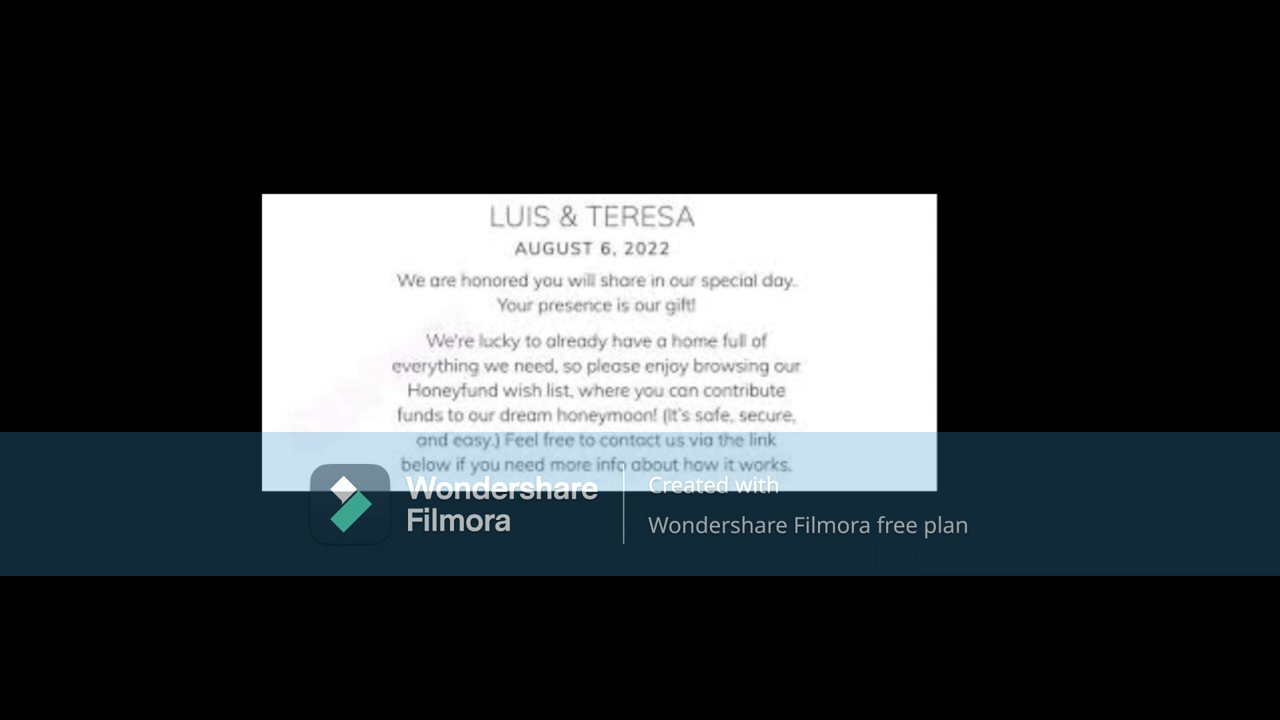 LUIS & TERESA
AUGUST 6, 2022
We are honored you will share in our special day.
Your presence is our gift!
We're lucky to already have a home full of
everything we need, so please enjoy browsing our
Honeyfund wish list, where you can contribute
funds to our dream honeymoon! (It's safe, secure,
and easy.) Feel free to contact us via the link
below if you need more info about how it works.
Wondershare
Filmora
Created with
Wondershare Filmora free plan